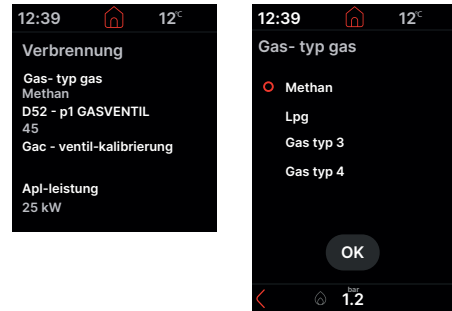 12:39
12°C
Verbrennung
Gas- typ gas
Methan
D52 - p1 GASVENTIL
45
Gac - ventil-kalibrierung
Apl-leistung
25 kW
12:39
12°C
Gas- typ gas
Methan
Lpg
Gas typ 3
Gas typ 4
OK
bar
1.2